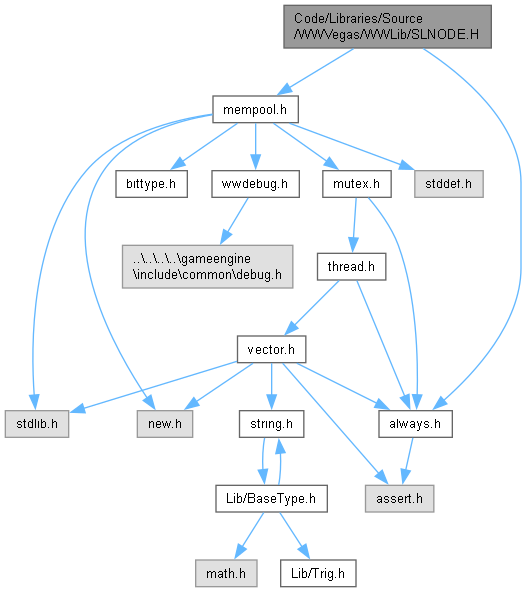 Code/Libraries/Source
/WWVegas/WWLib/SLNODE.H
mempool.h
bittype.h
wwdebug.h
mutex.h
stddef.h
..\..\..\..\gameengine
\include\common\debug.h
thread.h
vector.h
stdlib.h
new.h
string.h
always.h
Lib/BaseType.h
assert.h
math.h
Lib/Trig.h